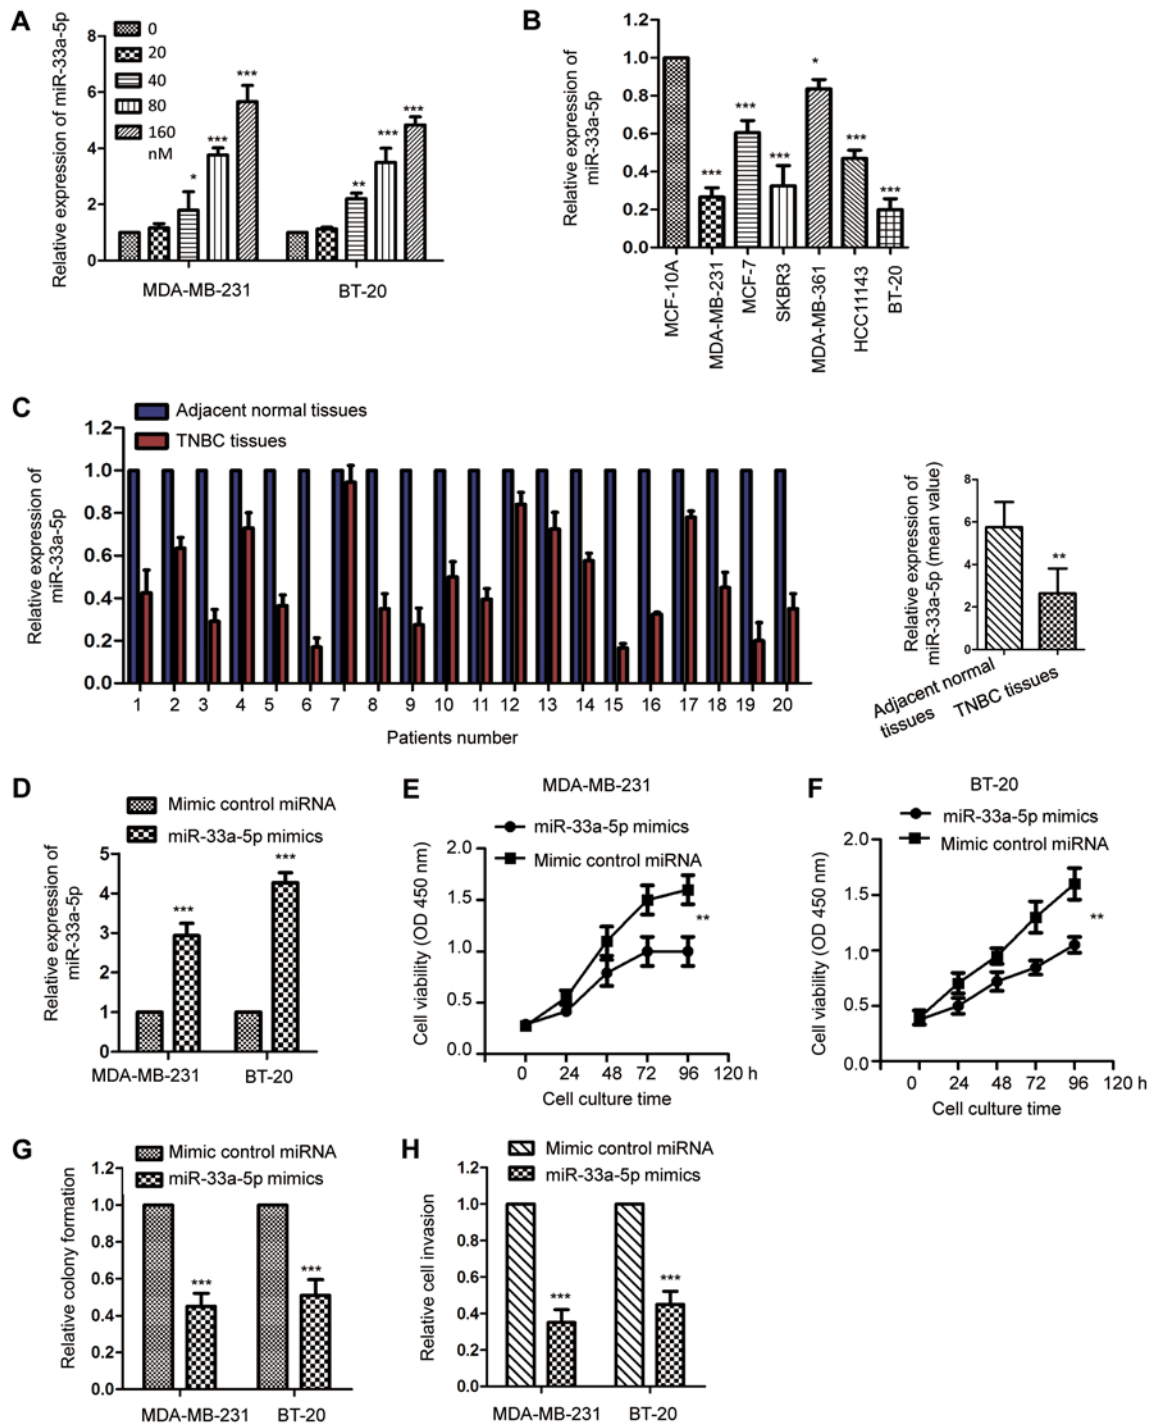 A
Relative expression of miR-33a-5p
8
6
4
2
0
0
20
40
80
160
nM
*
***
***
**
***
***
MDA-MB-231
BT-20
B
Relative expression of
miR-33a-5p
1.2
1.0
0.8
0.6
0.4
0.2
0.0
***
***
***
*
***
***
MCF-10A
MDA-MB-231
MCF-7
SKBR3
MDA-MB-361
HCC11143
BT-20
C
Adjacent normal tissues
TNBC tissues
Relative expression of
miR-33a-5p
1.2
1.0
0.8
0.6
0.4
0.2
0.0
1 2 3 4 5 6 7 8 9 10 11 12 13 14 15 16 17 18 19 20
Patients number
Relative expression of
miR-33a-5p (mean value)
8
6
4
2
0
**
Adjacent normal
tissues
TNBC tissues
D
Mimic control miRNA
miR-33a-5p mimics
Relative expression of
miR-33a-5p
5
4
3
2
1
0
***
***
MDA-MB-231
BT-20
E
MDA-MB-231
miR-33a-5p mimics
Mimic control miRNA
Cell viability (OD 450 nm)
2.0
1.5
1.0
0.5
0.0
**
0 24 48 72 96 120 h
Cell culture time
F
BT-20
miR-33a-5p mimics
Mimic control miRNA
Cell viability (OD 450 nm)
2.0
1.5
1.0
0.5
0.0
**
0 24 48 72 96 120 h
Cell culture time
G
Mimic control miRNA
miR-33a-5p mimics
Relative colony formation
1.2
1.0
0.8
0.6
0.4
0.2
0.0
***
***
MDA-MB-231
BT-20
H
Mimic control miRNA
miR-33a-5p mimics
Relative cell invasion
1.2
1.0
0.8
0.6
0.4
0.2
0.0
***
***
MDA-MB-231
BT-20